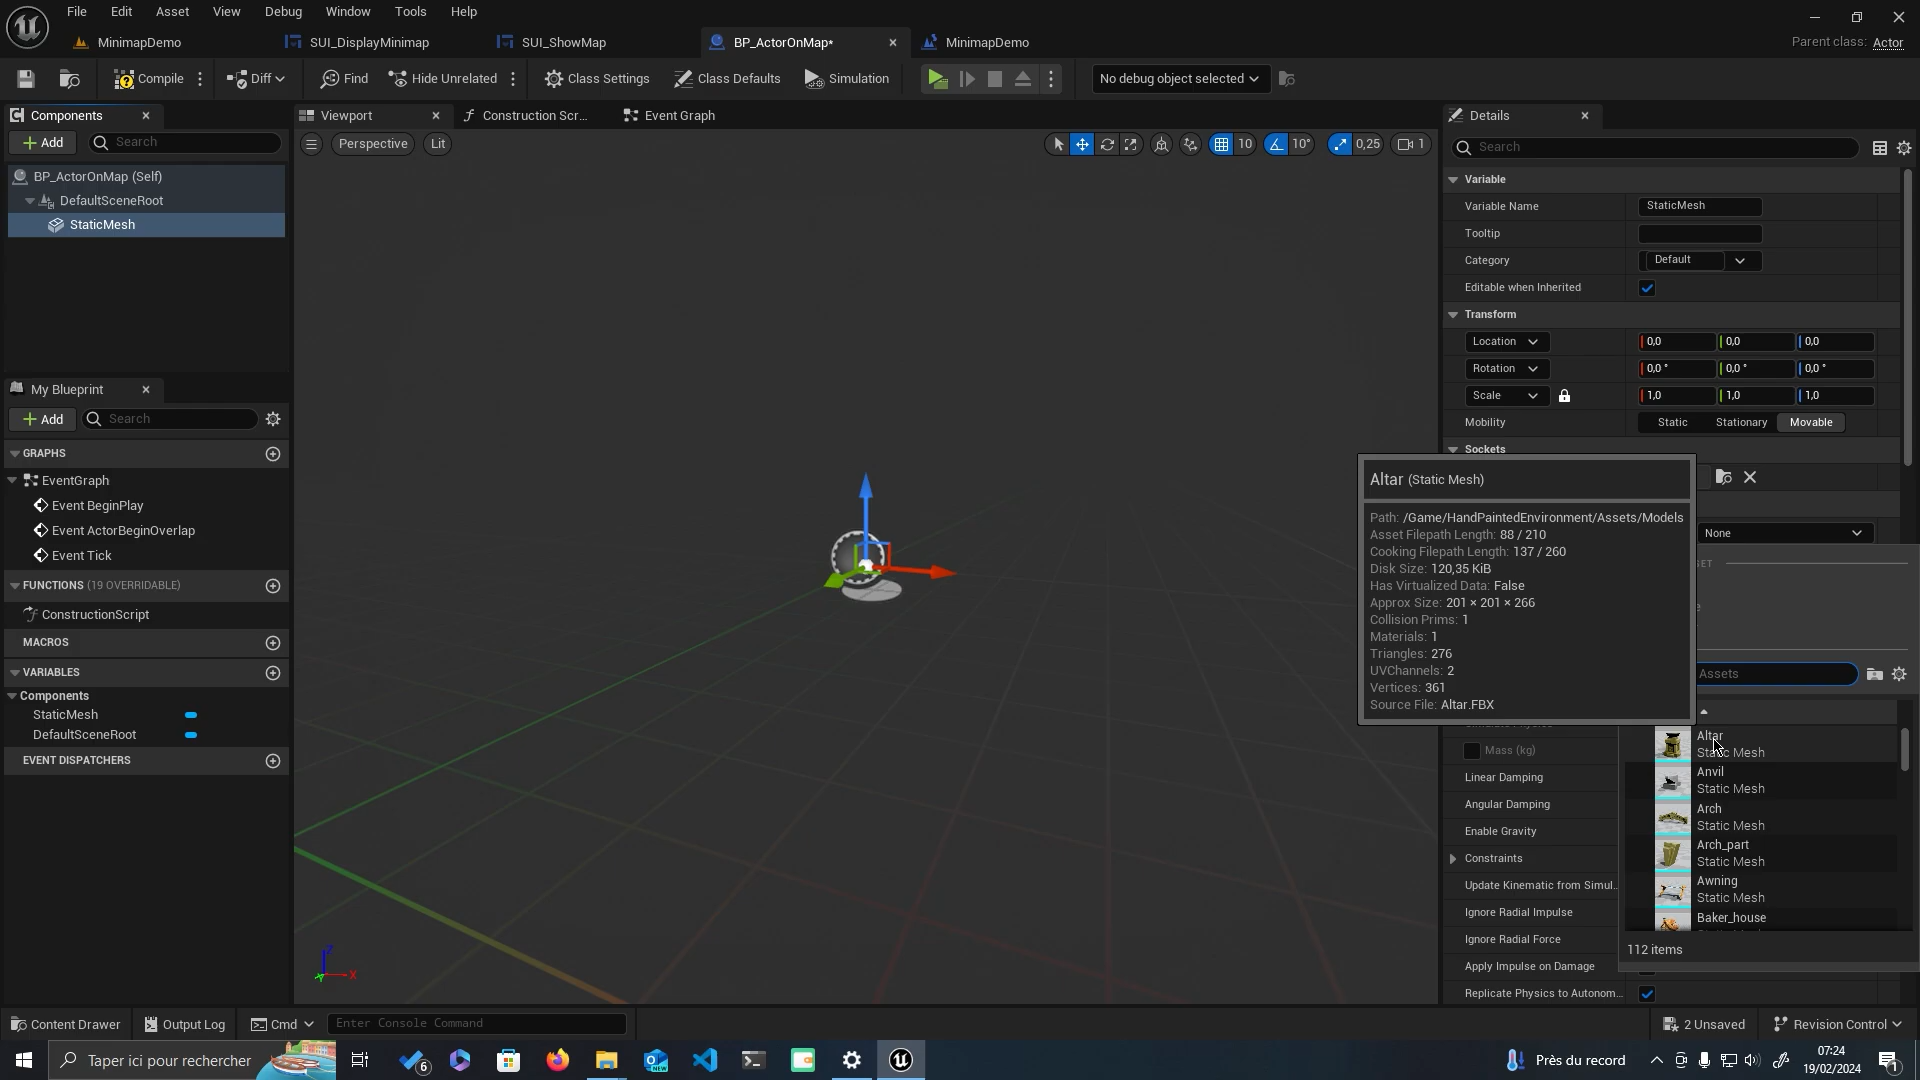 File Edit Asset View Debug Window Tools Help
MinimapDemo SUI_DisplayMinimap SUI_ShowMap BP_ActorOnMap* MinimapDemo
Parent class: Actor
Compile Diff Find Hide Unrelated Class Settings Class Defaults Simulation No debug object selected
Components
Add Search
BP_ActorOnMap (Self)
DefaultSceneRoot
StaticMesh
My Blueprint
Add Search
GRAPHS
EventGraph
Event BeginPlay
Event ActorBeginOverlap
Event Tick
FUNCTIONS (19 OVERRIDABLE)
ConstructionScript
MACROS
VARIABLES
Components
StaticMesh
DefaultSceneRoot
EVENT DISPATCHERS
Viewport Construction Scr... Event Graph
Perspective Lit 10 10° 0,25 1
Z
X
Y
Details
Search
Variable
Variable Name StaticMesh
Tooltip
Category Default
Editable when Inherited
Transform
Location 0,0 0,0 0,0
Rotation 0,0 ° 0,0 ° 0,0 °
Scale 1,0 1,0 1,0
Mobility Static Stationary Movable
Sockets
None
Altar (Static Mesh)
Path: /Game/HandPaintedEnvironment/Assets/Models
Asset Filepath Length: 88 / 210
Cooking Filepath Length: 137 / 260
Disk Size: 120,35 KiB
Has Virtualized Data: False
Approx Size: 201 × 201 × 266
Collision Prims: 1
Materials: 1
Triangles: 276
UVChannels: 2
Vertices: 361
Source File: Altar.FBX
Assets
Altar
Static Mesh
Anvil
Static Mesh
Arch
Static Mesh
Arch_part
Static Mesh
Awning
Static Mesh
Baker_house
112 items
Mass (kg)
Linear Damping
Angular Damping
Enable Gravity
Constraints
Update Kinematic from Simul...
Ignore Radial Impulse
Ignore Radial Force
Apply Impulse on Damage
Replicate Physics to Autonom...
Content Drawer Output Log Cmd Enter Console Command 2 Unsaved Revision Control
Taper ici pour rechercher 6 NEW Près du record
07:24
19/02/2024
1